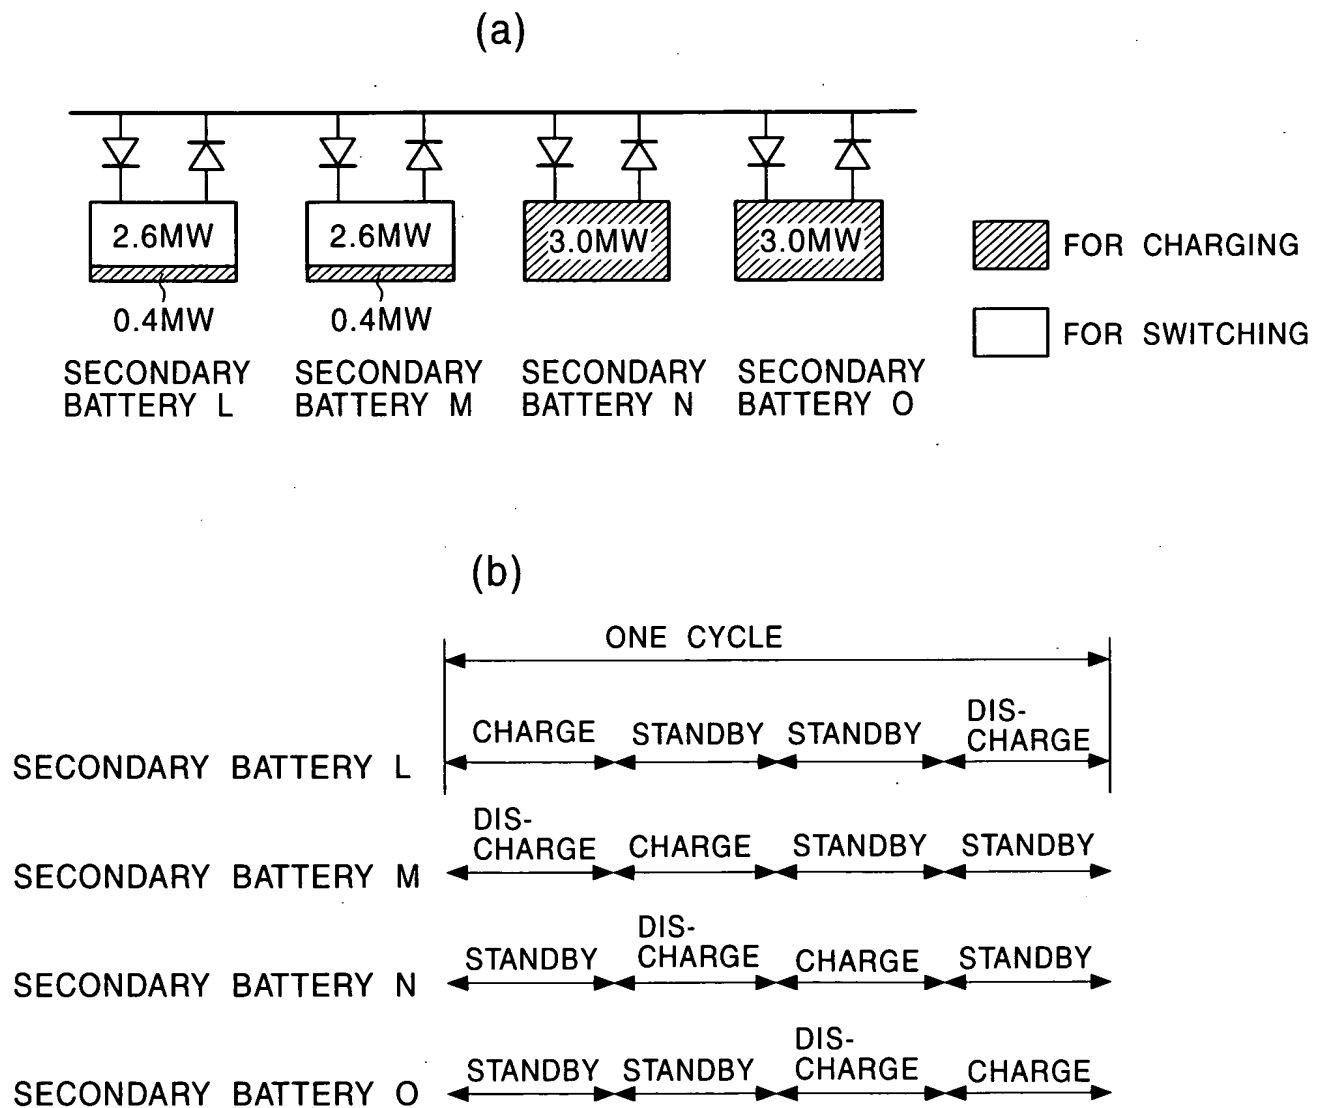 (a)
2.6MW
2.6MW
3.0MW
3.0MW
0.4MW
0.4MW
FOR CHARGING
FOR SWITCHING
SECONDARY
BATTERY L
SECONDARY
BATTERY M
SECONDARY
BATTERY N
SECONDARY
BATTERY O
(b)
ONE CYCLE
SECONDARY BATTERY L
CHARGE
STANDBY
STANDBY
DIS-
CHARGE
SECONDARY BATTERY M
DIS-
CHARGE
CHARGE
STANDBY
STANDBY
SECONDARY BATTERY N
STANDBY
DIS-
CHARGE
CHARGE
STANDBY
SECONDARY BATTERY O
STANDBY
STANDBY
DIS-
CHARGE
CHARGE